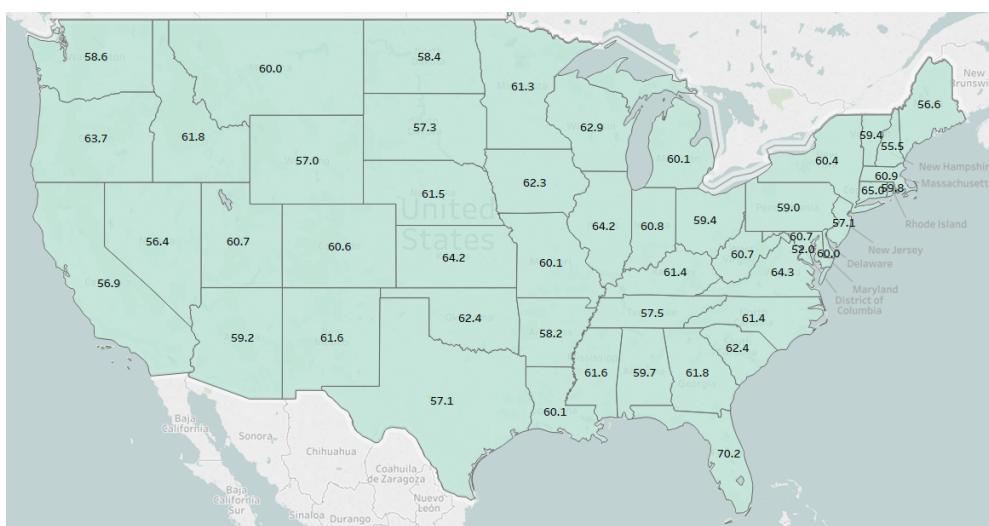 58.6
60.0
58.4
61.3
63.7
61.8
57.0
57.3
62.9
60.1
56.6
59.4
55.5
60.4
60.9
65.0
59.8
New
Brunswi
New Hampshir
Massachusett
Rhode Island
New Jersey
Delaware
Maryland
District of
Columbia
61.5
62.3
United
States
56.4
60.7
60.6
64.2
60.1
64.2
60.8
59.4
59.0
57.1
60.7
52.0
60.0
60.7
64.3
61.4
56.9
59.2
61.6
62.4
58.2
57.5
61.4
62.4
61.6
59.7
61.8
Georgia
57.1
60.1
70.2
Baja
California
Sonora
Chihuahua
Coahuila
de Zaragoza
Baja
California
Sur
Sinaloa
Durango
Nuevo
León